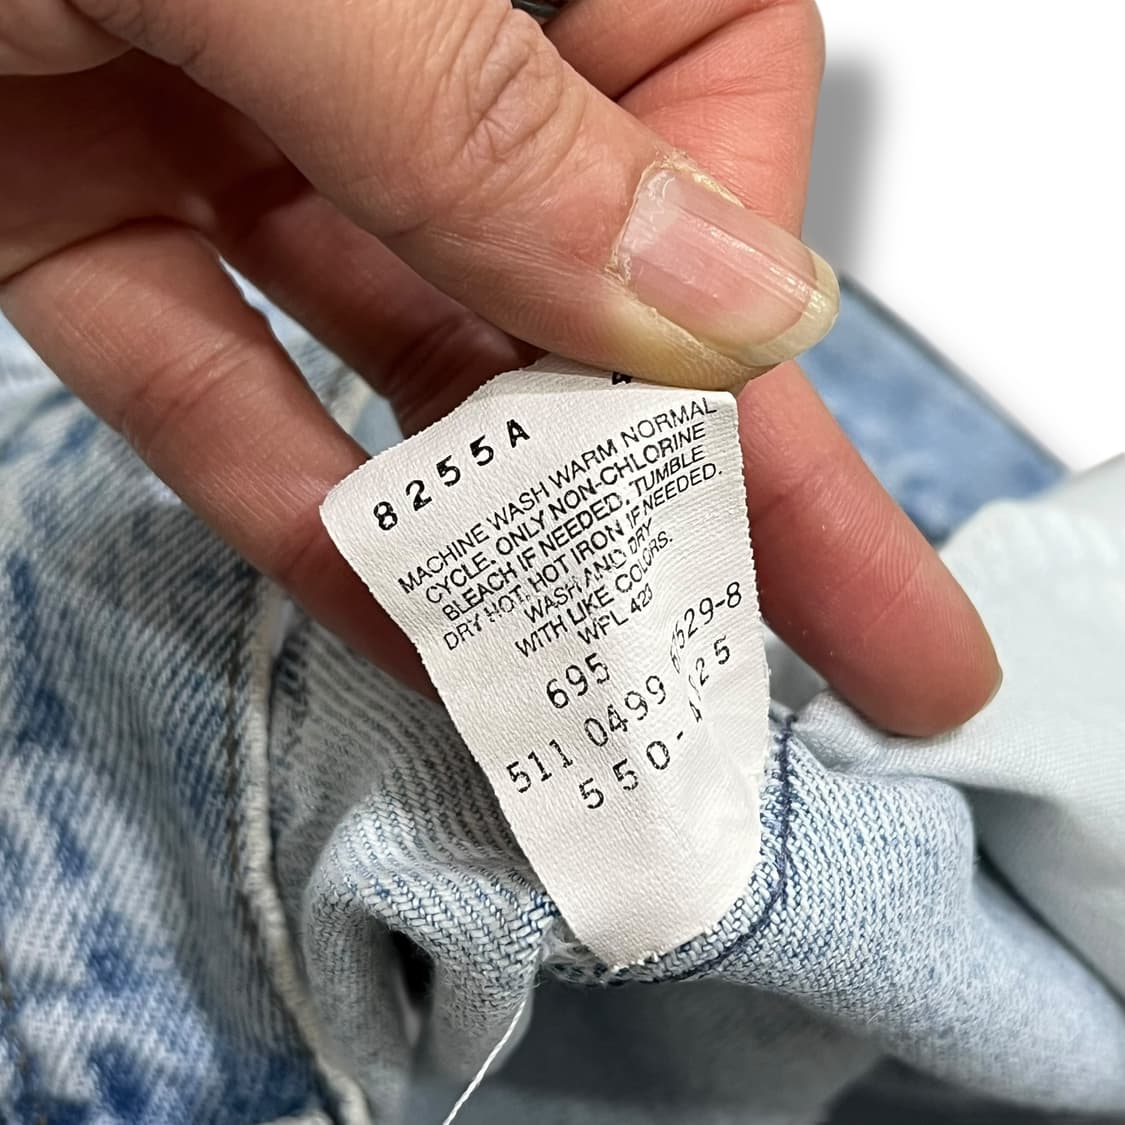 8255A
MACHINE WASH WARM NORMAL
CYCLE. ONLY NON-CHLORINE
BLEACH IF NEEDED. TUMBLE
DRY HOT. HOT IRON IF NEEDED.
WASH AND DRY
WITH LIKE COLORS.
WPL 423
695
511 0499
550-